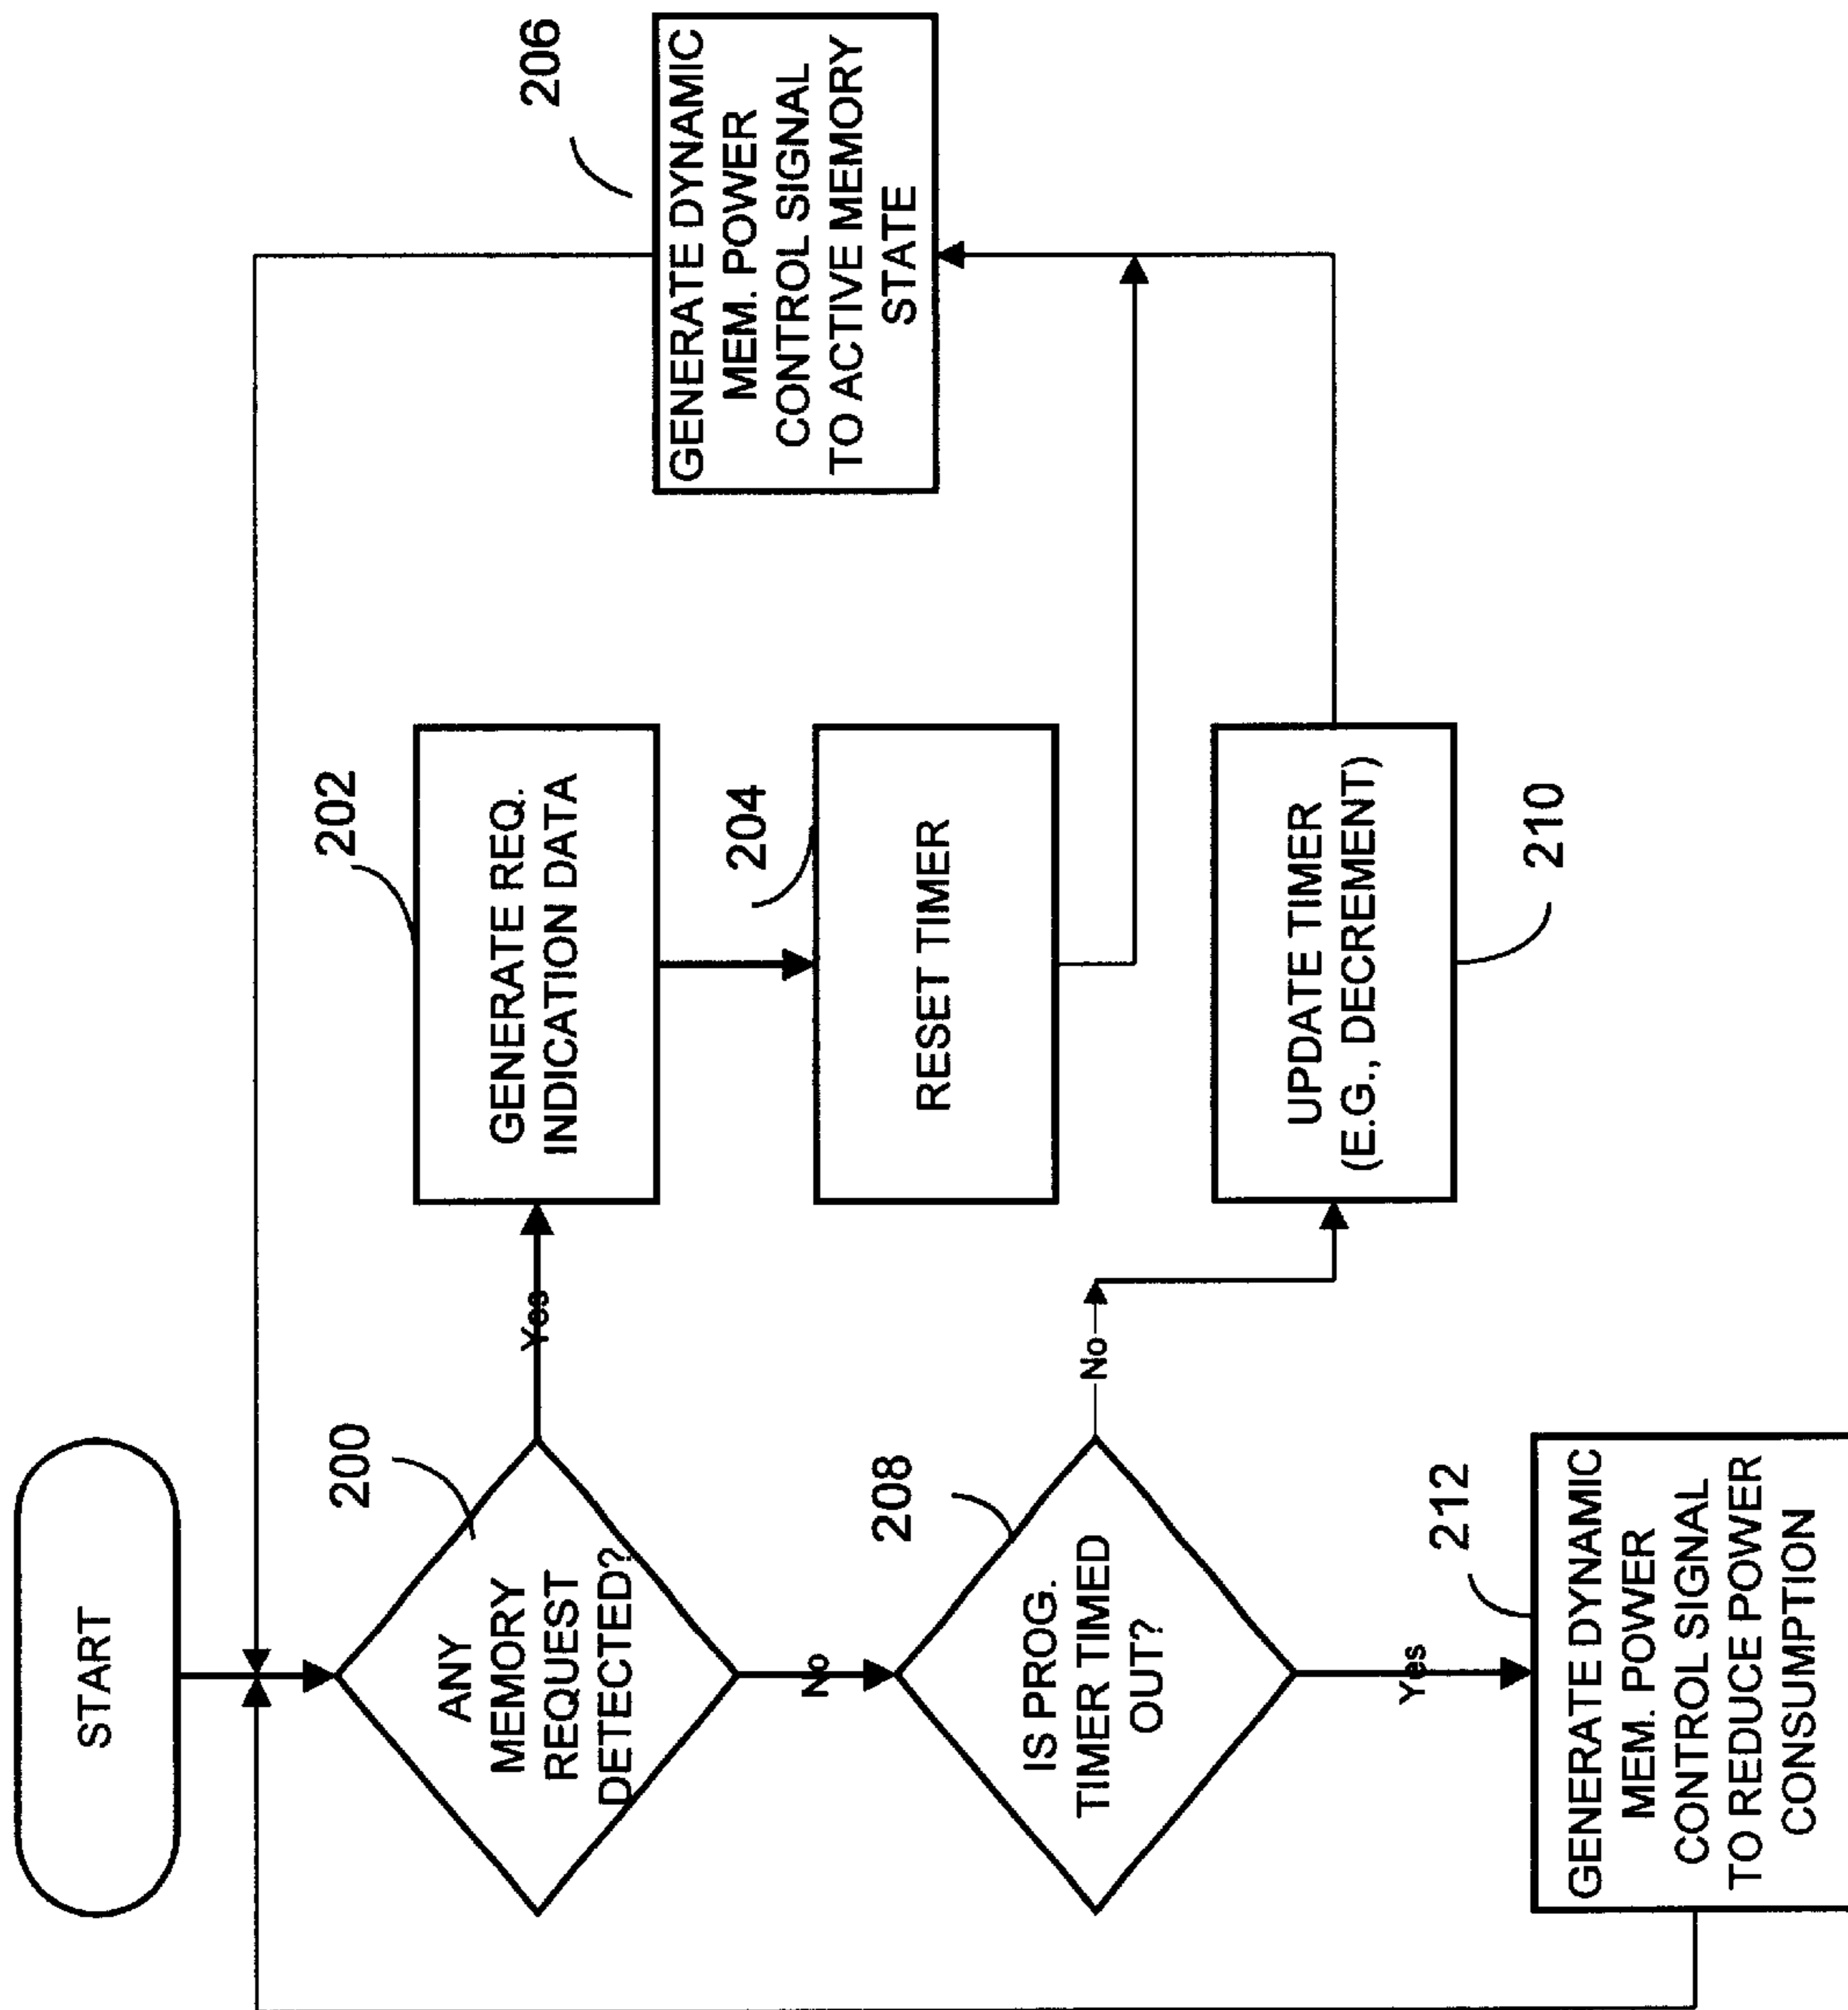 START
200
ANY
MEMORY
REQUEST
DETECTED?
Yes
202
GENERATE REQ.
INDICATION DATA
204
RESET TIMER
206
GENERATE DYNAMIC
MEM. POWER
CONTROL SIGNAL
TO ACTIVE MEMORY
STATE
No
208
IS PROG.
TIMER TIMED
OUT?
No
UPDATE TIMER
(E.G., DECREMENT)
210
Yes
212
GENERATE DYNAMIC
MEM. POWER
CONTROL SIGNAL
TO REDUCE POWER
CONSUMPTION